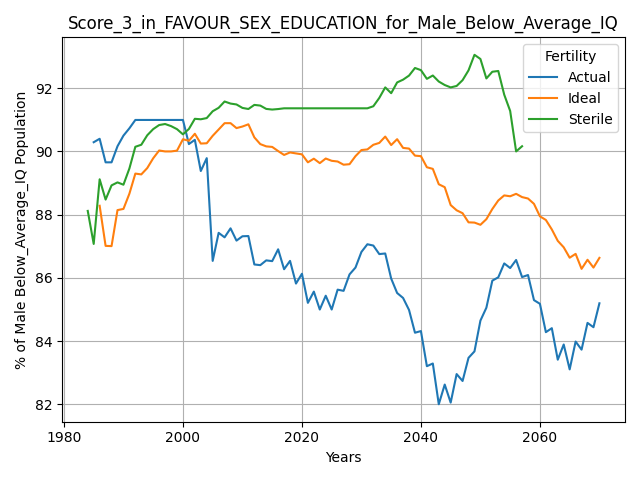 Score_3_in_FAVOUR_SEX_EDUCATION_for_Male_Below_Average_IQ
% of Male Below_Average_IQ Population
92
90
88
86
84
82
Fertility
Actual
Ideal
Sterile
1980
2000
2020
2040
2060
Years